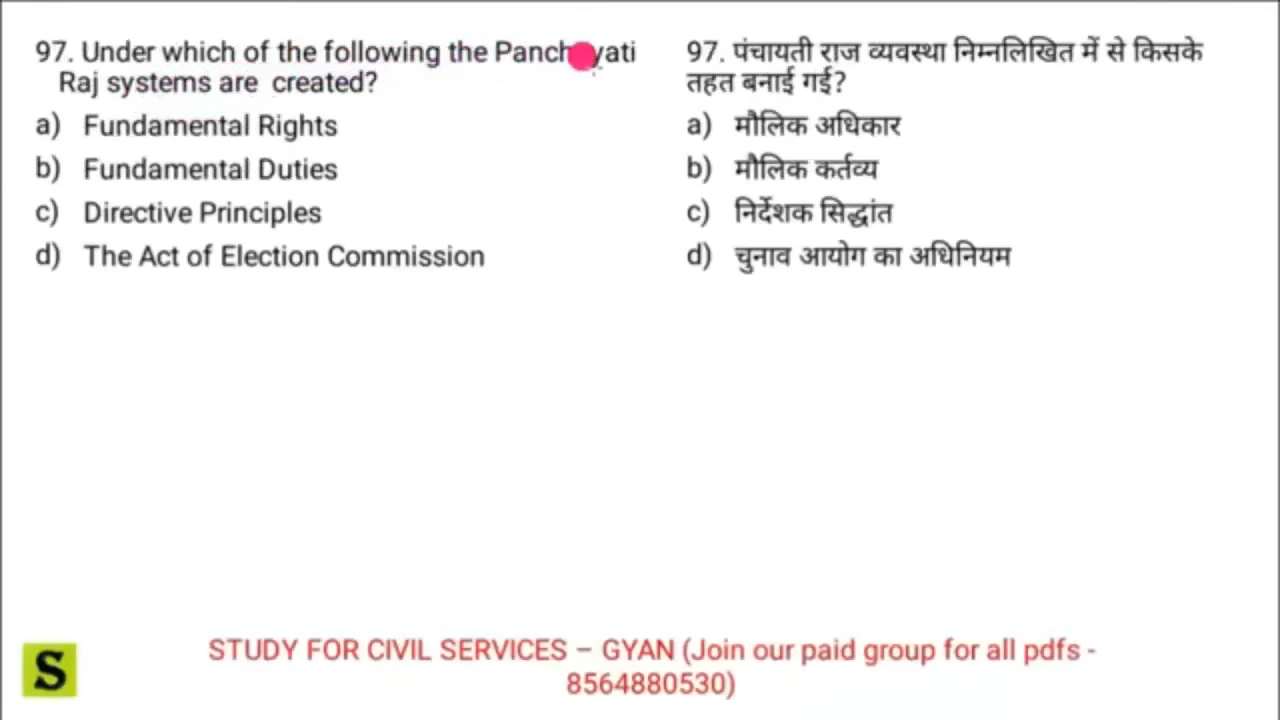 97. Under which of the following the Panchayati
Raj systems are created?
a) Fundamental Rights
b) Fundamental Duties
c) Directive Principles
d) The Act of Election Commission
97. पंचायती राज व्यवस्था निम्नलिखित में से किसके
तहत बनाई गई?
a) मौलिक अधिकार
b) मौलिक कर्तव्य
c) निर्देशक सिद्धांत
d) चुनाव आयोग का अधिनियम
S
STUDY FOR CIVIL SERVICES – GYAN (Join our paid group for all pdfs -
8564880530)